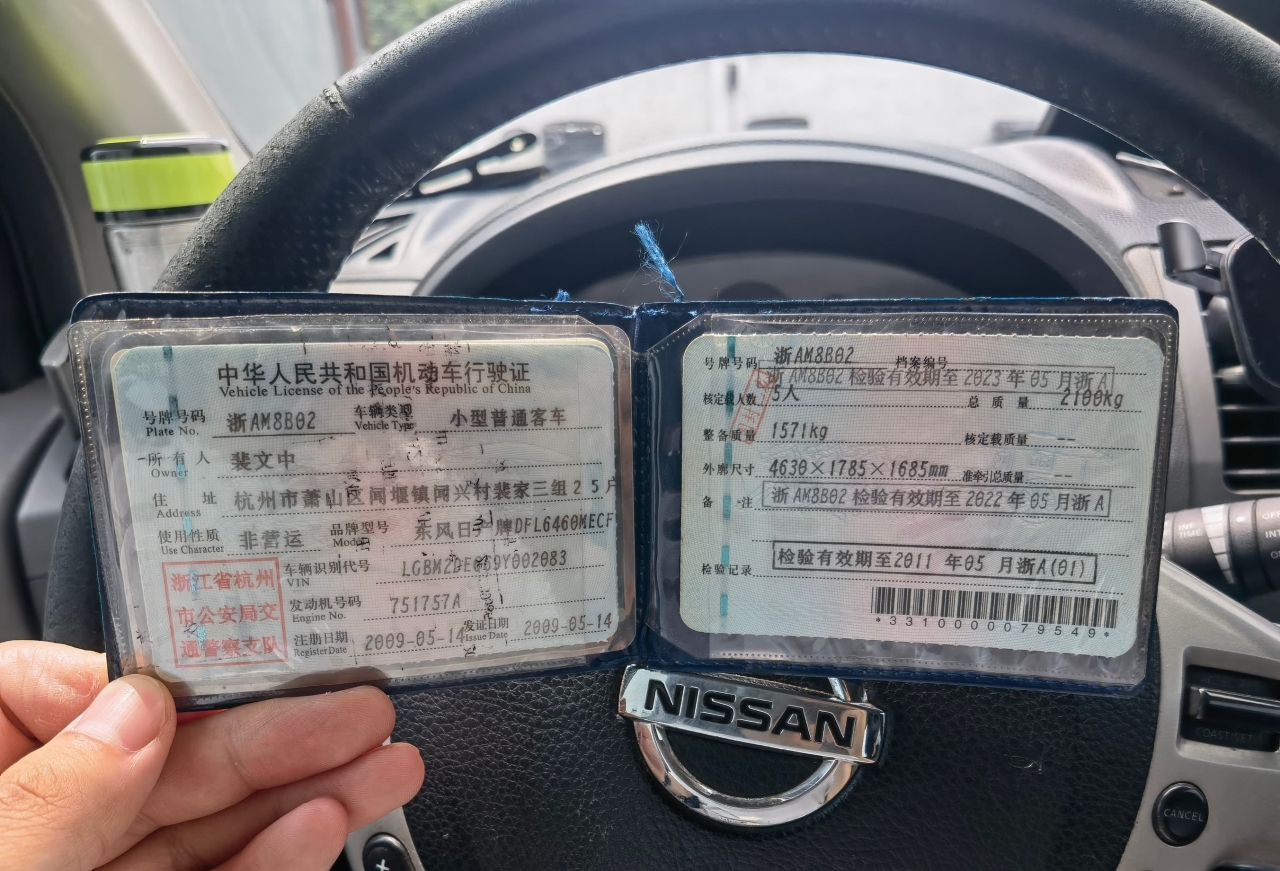 中华人民共和国机动车行驶证
Vehicle License of the People's Republic of China
号牌号码 浙AM8B02 车辆类型 小型普通客车
Plate No. Vehicle Type
所有人 裴文中
Owner
住址 杭州市萧山区闻堰镇闻兴村裴家三组25户
Address
使用性质 非营运 品牌型号 东风日产牌DFL6460MECF
Use Character Model
浙江省杭州
市公安局交
通警察支队
车辆识别代号
VIN
发动机号码 751757A
Engine No.
注册日期 2009-05-14 发证日期 2009-05-14
Register Date Issue Date
号牌号码 浙AM8B02 档案编号
浙AM8B02 检验有效期至2023年05月浙A
核定载人数 5人 总质量 2100kg
整备质量 1571kg 核定载质量 --
外廓尺寸 4630×1785×1685mm 准牵引总质量 --
备注 浙AM8B02 检验有效期至2022年05月浙A
检验有效期至2011年05月浙A(01)
检验记录
*3310000079549*
NISSAN
COAST/SET
CANCEL
+
INT
TIME